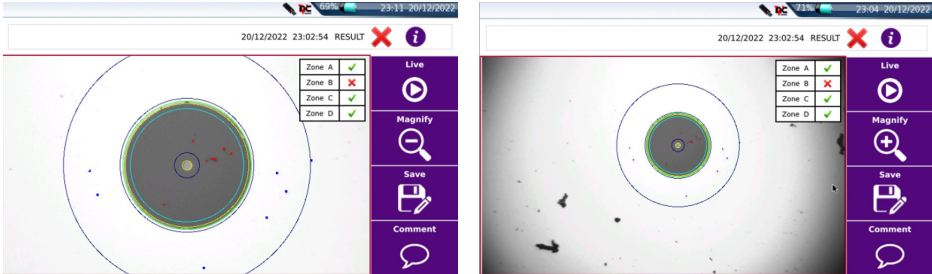 69% 23:11 20/12/2022
20/12/2022 23:02:54 RESULT
Zone A
Zone B
Zone C
Zone D
Live
Magnify
Save
Comment
71% 23:04 20/12/2022
20/12/2022 23:02:54 RESULT
Zone A
Zone B
Zone C
Zone D
Live
Magnify
Save
Comment